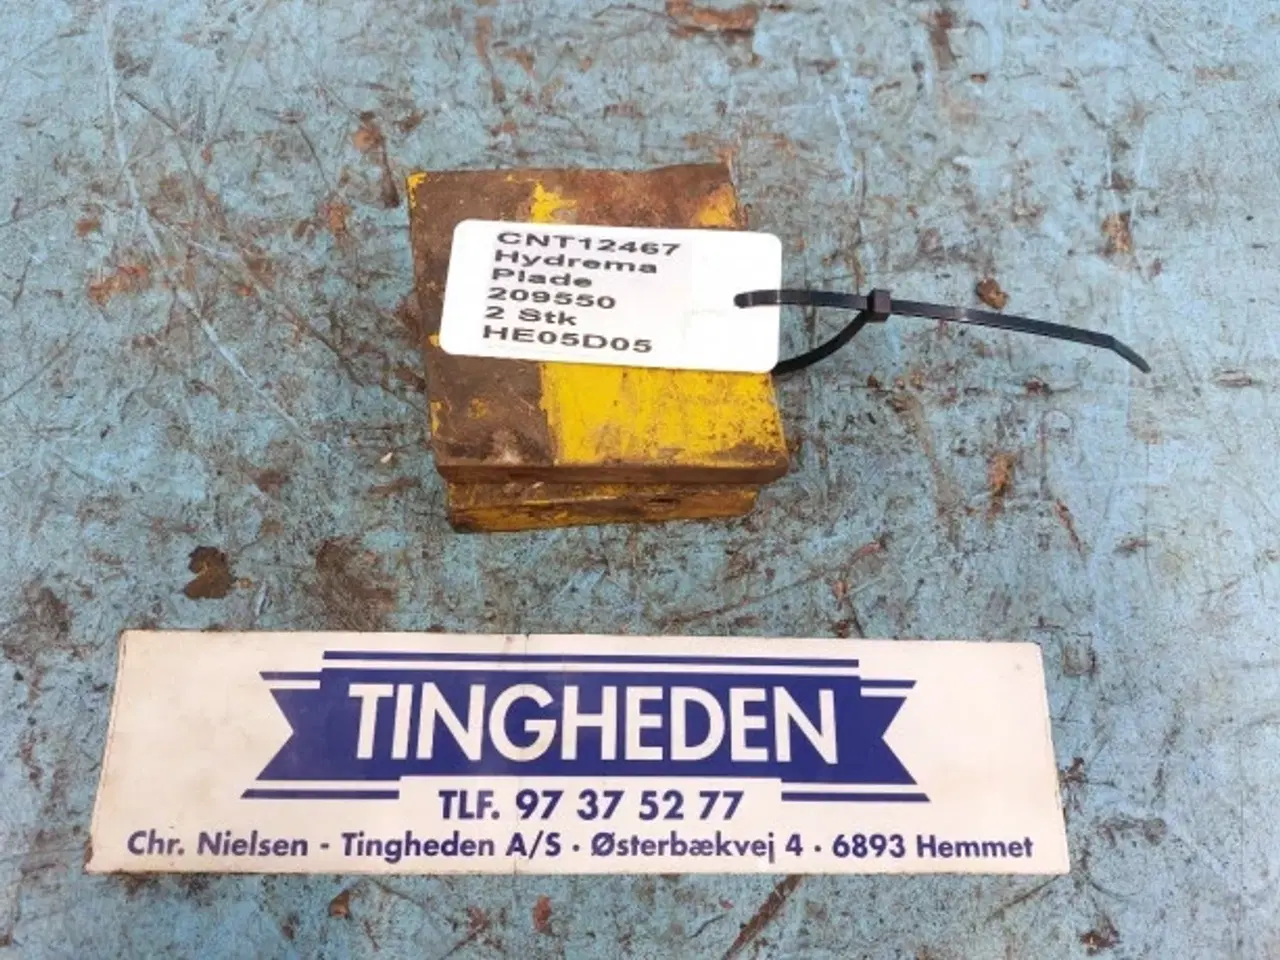 CNT12467
Hydrema
Plade
209550
2 Stk
HE05D05
TINGHEDEN
TLF. 97 37 52 77
Chr. Nielsen - Tingheden A/S · Østerbækvej 4 · 6893 Hemmet